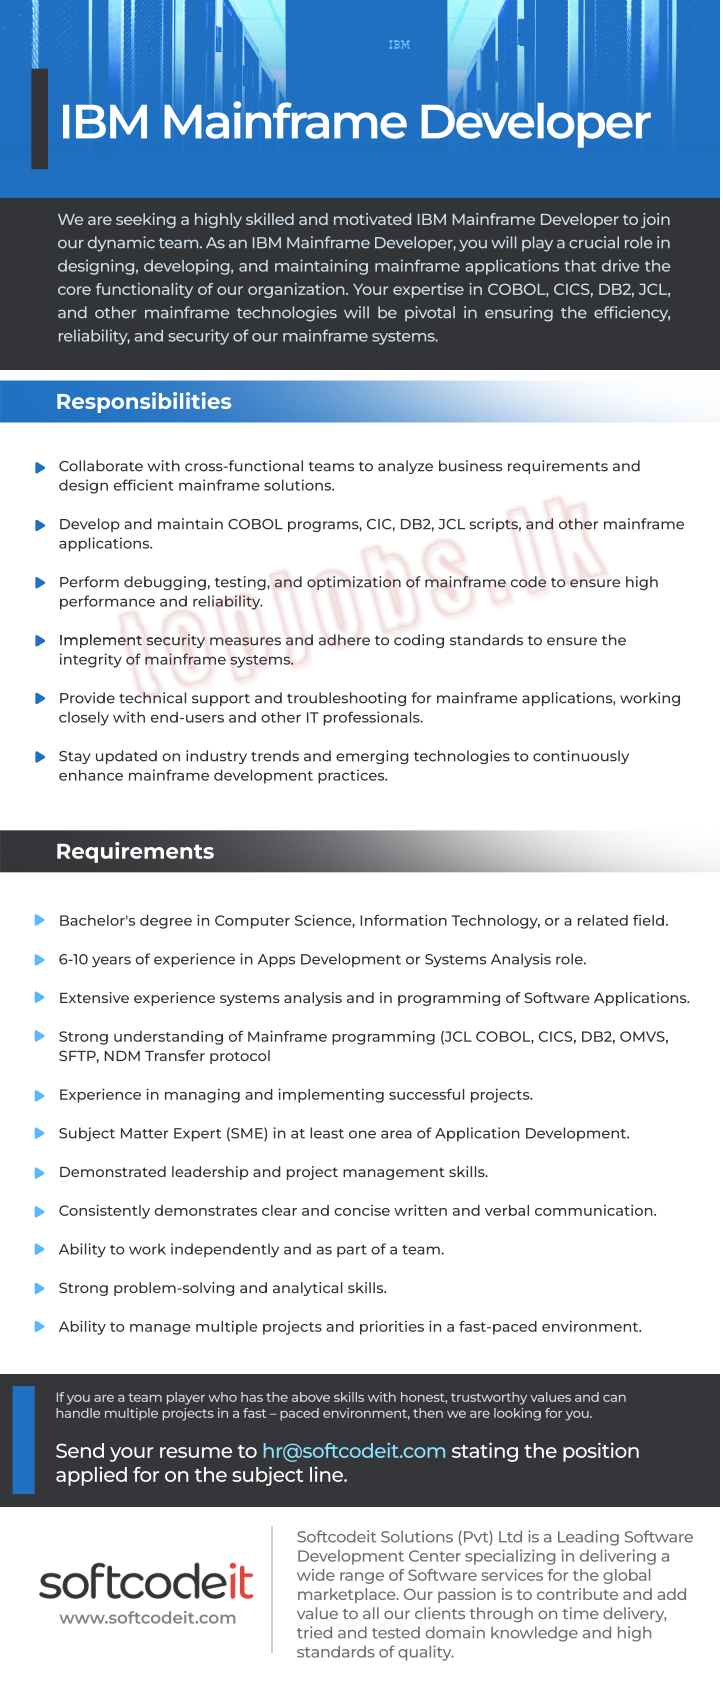 IBM
IBM Mainframe Developer
We are seeking a highly skilled and motivated IBM Mainframe Developer to join
our dynamic team. As an IBM Mainframe Developer, you will play a crucial role in
designing, developing, and maintaining mainframe applications that drive the
core functionality of our organization. Your expertise in COBOL, CICS, DB2, JCL,
and other mainframe technologies will be pivotal in ensuring the efficiency,
reliability, and security of our mainframe systems.
Responsibilities
Collaborate with cross-functional teams to analyze business requirements and
design efficient mainframe solutions.
Develop and maintain COBOL programs, CIC, DB2, JCL scripts, and other mainframe
applications.
Perform debugging, testing, and optimization of mainframe code to ensure high
performance and reliability.
Implement security measures and adhere to coding standards to ensure the
integrity of mainframe systems.
Provide technical support and troubleshooting for mainframe applications, working
closely with end-users and other IT professionals.
Stay updated on industry trends and emerging technologies to continuously
enhance mainframe development practices.
topjobs.lk
Requirements
Bachelor's degree in Computer Science, Information Technology, or a related field.
6-10 years of experience in Apps Development or Systems Analysis role.
Extensive experience systems analysis and in programming of Software Applications.
Strong understanding of Mainframe programming (JCL COBOL, CICS, DB2, OMVS,
SFTP, NDM Transfer protocol
Experience in managing and implementing successful projects.
Subject Matter Expert (SME) in at least one area of Application Development.
Demonstrated leadership and project management skills.
Consistently demonstrates clear and concise written and verbal communication.
Ability to work independently and as part of a team.
Strong problem-solving and analytical skills.
Ability to manage multiple projects and priorities in a fast-paced environment.
If you are a team player who has the above skills with honest, trustworthy values and can
handle multiple projects in a fast – paced environment, then we are looking for you.
Send your resume to hr@softcodeit.com stating the position
applied for on the subject line.
softcodeit
www.softcodeit.com
Softcodeit Solutions (Pvt) Ltd is a Leading Software
Development Center specializing in delivering a
wide range of Software services for the global
marketplace. Our passion is to contribute and add
value to all our clients through on time delivery,
tried and tested domain knowledge and high
standards of quality.